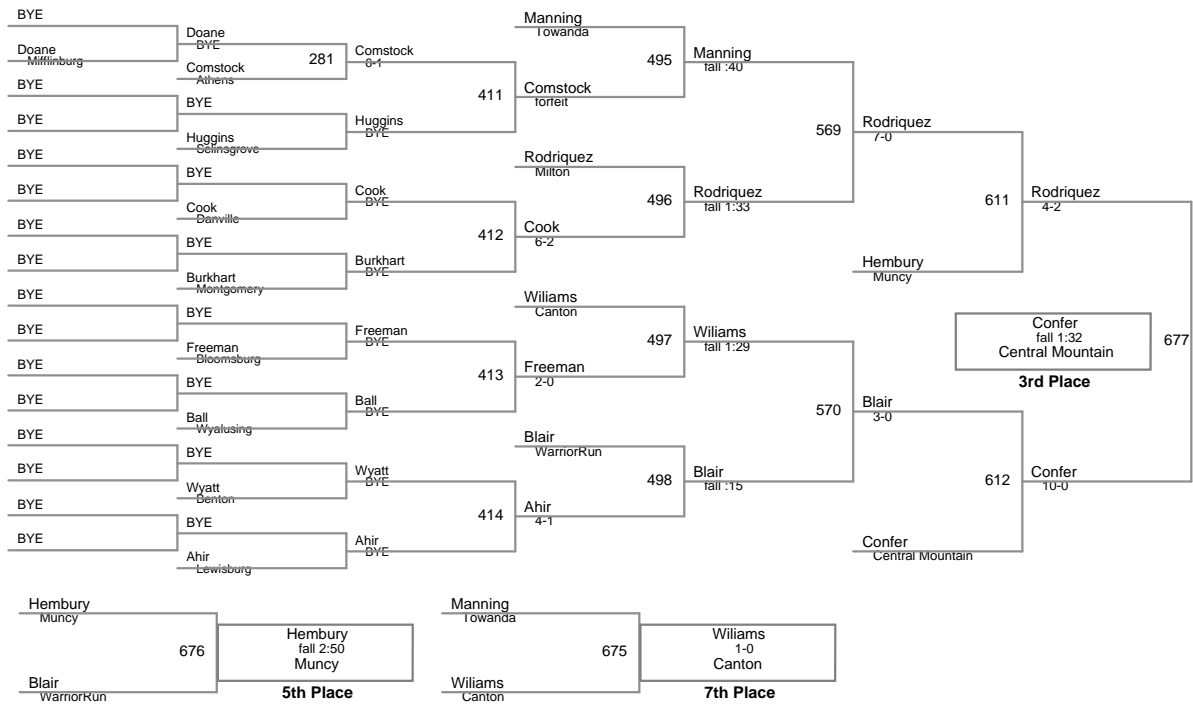 BYE
Doane
Mifflinburg
BYE
BYE
BYE
BYE
BYE
BYE
BYE
BYE
BYE
BYE
BYE
BYE
BYE
BYE
Doane
BYE
Comstock
Athens
BYE
Huggins
Selinsgrove
BYE
Cook
Danville
BYE
Burkhart
Montgomery
BYE
Freeman
Bloomsburg
BYE
Ball
Wyalusing
BYE
Wyatt
Benton
BYE
Ahir
Lewisburg
281
Comstock
6-1
Huggins
BYE
Cook
BYE
Burkhart
BYE
Freeman
BYE
Ball
BYE
Wyatt
BYE
Ahir
BYE
411
412
413
414
Manning
Towanda
Comstock
forfeit
Rodriquez
Milton
Cook
6-2
Wiliams
Canton
Freeman
2-0
Blair
WarriorRun
Ahir
4-1
495
496
497
498
Manning
fall :40
Rodriquez
fall 1:33
Wiliams
fall 1:29
Blair
fall :15
569
570
Rodriquez
7-0
Hembury
Muncy
Blair
3-0
Confer
Central Mountain
611
612
Rodriquez
4-2
Confer
10-0
677
Confer
fall 1:32
Central Mountain
3rd Place
Hembury
Muncy
Blair
WarriorRun
676
Hembury
fall 2:50
Muncy
5th Place
Manning
Towanda
Wiliams
Canton
675
Wiliams
1-0
Canton
7th Place